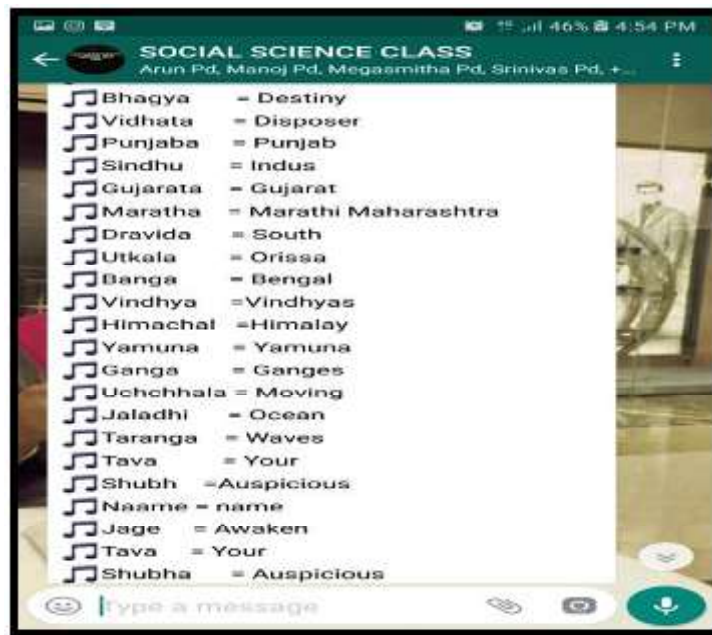 46% 4:54 PM
SOCIAL SCIENCE CLASS
Arun Pd, Manoj Pd, Megasmitha Pd, Srinivas Pd, +...
Bhagya = Destiny
Vidhata = Disposer
Punjaba = Punjab
Sindhu = Indus
Gujarata = Gujarat
Maratha = Marathi Maharashtra
Dravida = South
Utkala = Orissa
Banga = Bengal
Vindhya =Vindhyas
Himachal =Himalay
Yamuna = Yamuna
Ganga = Ganges
Uchchhala = Moving
Jaladhi = Ocean
Taranga = Waves
Tava = Your
Shubh =Auspicious
Naame = name
Jage = Awaken
Tava = Your
Shubha = Auspicious
Type a message